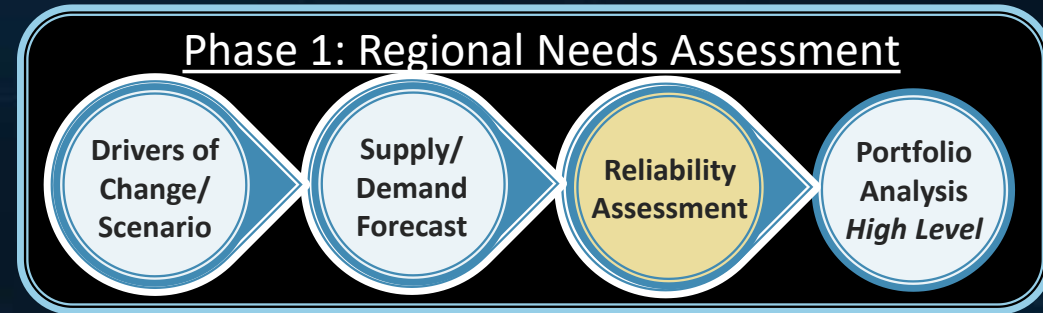 Phase 1: Regional Needs Assessment
Drivers of
Change/
Scenario
Supply/
Demand
Forecast
Reliability
Assessment
Portfolio
Analysis
High Level